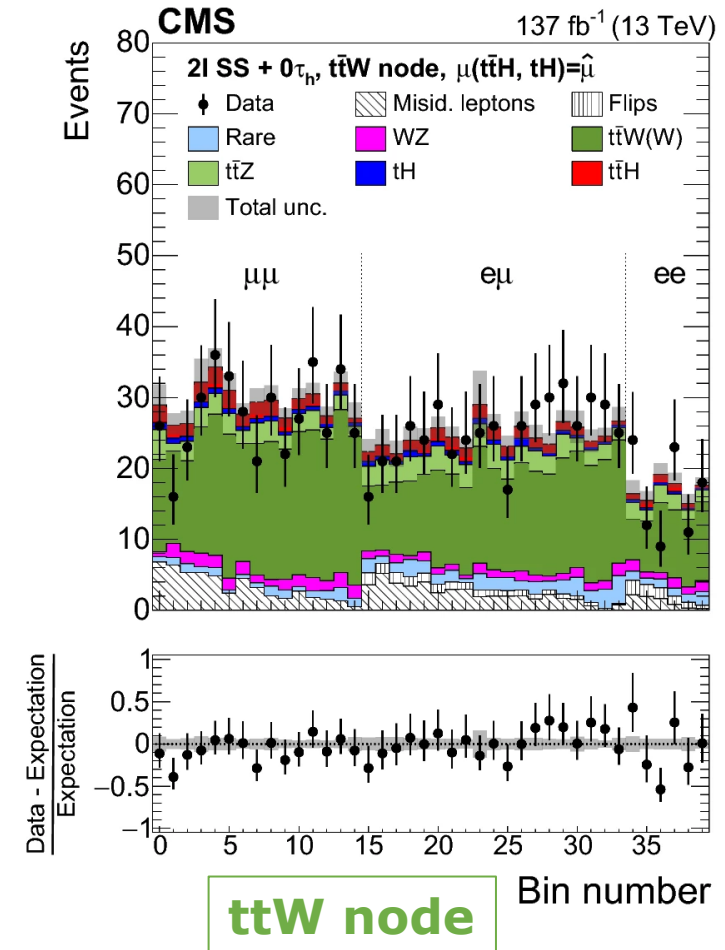 CMS 137 fb⁻¹ (13 TeV)
2l SS + 0τₕ, tt̄W node, μ(tt̄H, tH)=μ̂
Data Misid. leptons Flips
Rare WZ tt̄W(W)
tt̄Z tH tt̄H
Total unc.
μμ eμ ee
Events
80
70
60
50
40
30
20
10
0
Data - Expectation
Expectation
1
0.5
0
−0.5
−1
0 5 10 15 20 25 30 35
Bin number
ttW node